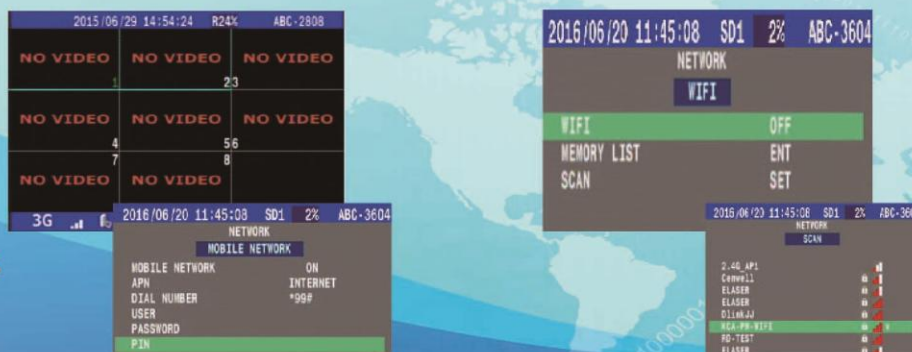 2015/06/29 14:54:24 R24% ABC-2808
NO VIDEO NO VIDEO NO VIDEO
1 2 3
NO VIDEO NO VIDEO NO VIDEO
4 5 6
7 8
NO VIDEO NO VIDEO
3G
2016/06/20 11:45:08 SD1 2% ABC-3604
NETWORK
MOBILE NETWORK
MOBILE NETWORK ON
APN INTERNET
DIAL NUMBER *99#
USER
PASSWORD
PIN
2016/06/20 11:45:08 SD1 2% ABC-3604
NETWORK
WIFI
WIFI OFF
MEMORY LIST ENT
SCAN SET
2016/06/20 11:45:08 SD1 2% ABC-360
NETWORK
SCAN
2.4G_AP1
Cemwell
ELASER
ELASER
DlinkJJ
RD-TEST
ELASER